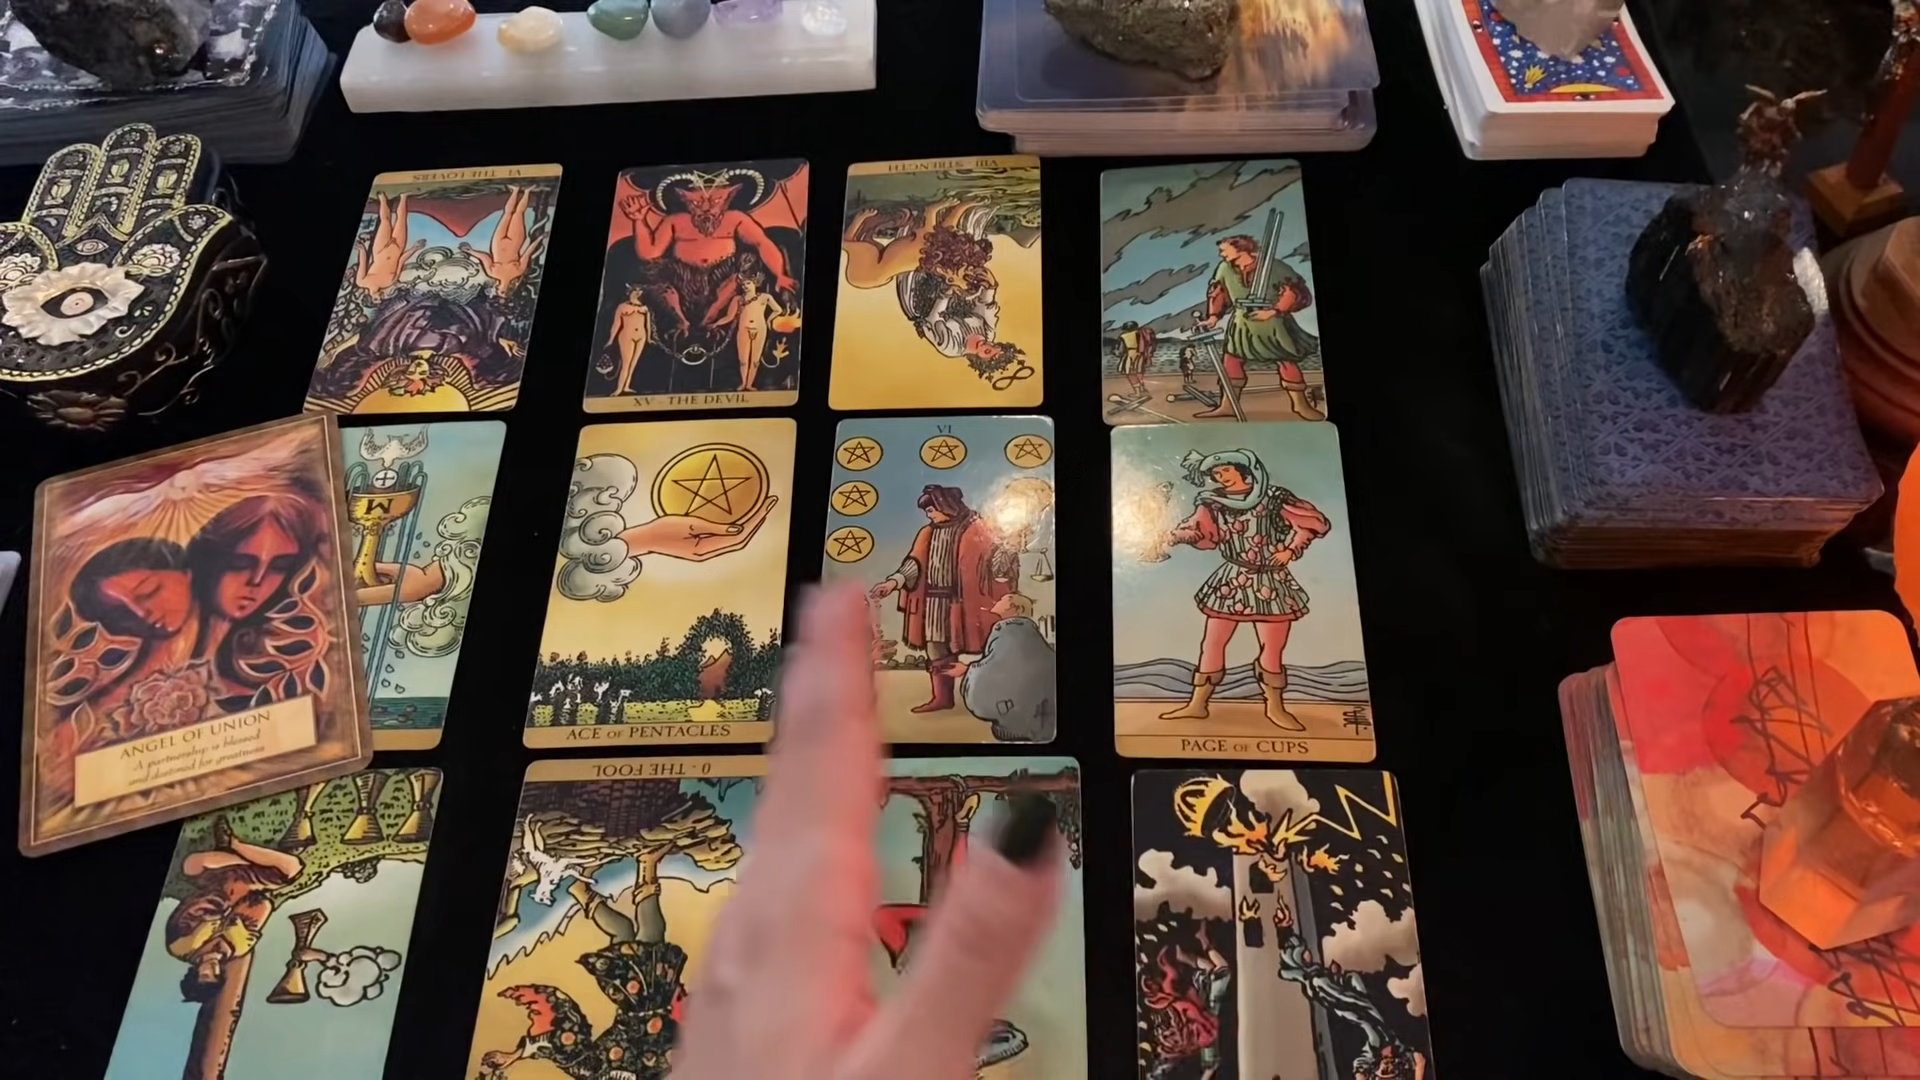 VI THE LOVERS
XV - THE DEVIL
VIII - STRENGTH
VI
ACE OF PENTACLES
PAGE OF CUPS
ANGEL OF UNION
A partnership is blessed
and destined for greatness
0 - THE FOOL